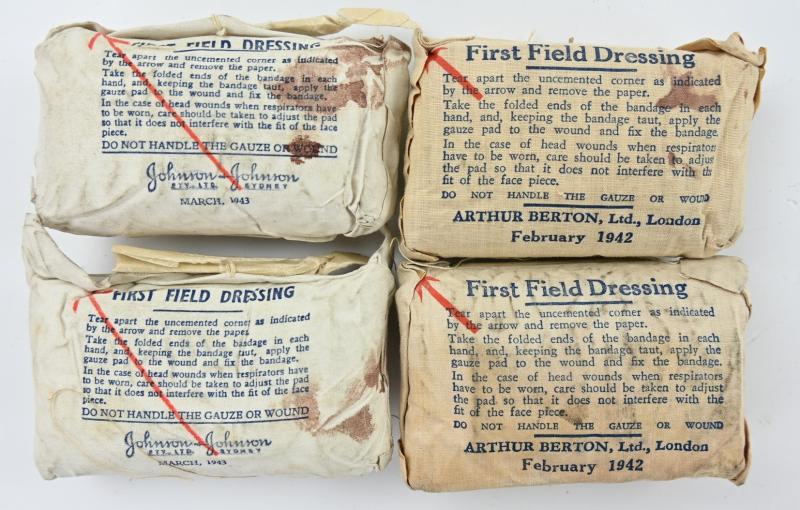 FIRST FIELD DRESSING
Tear apart the uncemented corner as indicated
by the arrow and remove the paper.
Take the folded ends of the bandage in each
hand, and, keeping the bandage taut, apply the
gauze pad to the wound and fix the bandage.
In the case of head wounds when respirators have
to be worn, care should be taken to adjust the pad
so that it does not interfere with the fit of the face
piece.
DO NOT HANDLE THE GAUZE OR WOUND
Johnson & Johnson
PTY. LTD. SYDNEY
MARCH, 1943
First Field Dressing
Tear apart the uncemented corner as indicated
by the arrow and remove the paper.
Take the folded ends of the bandage in each
hand, and, keeping the bandage taut, apply the
gauze pad to the wound and fix the bandage.
In the case of head wounds when respirators
have to be worn, care should be taken to adjus
the pad so that it does not interfere with the
fit of the face piece.
DO NOT HANDLE THE GAUZE OR WOUND
ARTHUR BERTON, Ltd., London
February 1942
FIRST FIELD DRESSING
Tear apart the uncemented corner as indicated
by the arrow and remove the paper.
Take the folded ends of the bandage in each
hand, and, keeping the bandage taut, apply the
gauze pad to the wound and fix the bandage.
In the case of head wounds when respirators have
to be worn, care should be taken to adjust the pad
so that it does not interfere with the fit of the face
piece.
DO NOT HANDLE THE GAUZE OR WOUND
Johnson & Johnson
PTY. LTD. SYDNEY
MARCH, 1943
First Field Dressing
Tear apart the uncemented corner as indicated
by the arrow and remove the paper.
Take the folded ends of the bandage in each
hand, and, keeping the bandage taut, apply the
gauze pad to the wound and fix the bandage.
In the case of head wounds when respirators
have to be worn, care should be taken to adjust
the pad so that it does not interfere with the
fit of the face piece.
DO NOT HANDLE THE GAUZE OR WOUND
ARTHUR BERTON, Ltd., London
February 1942